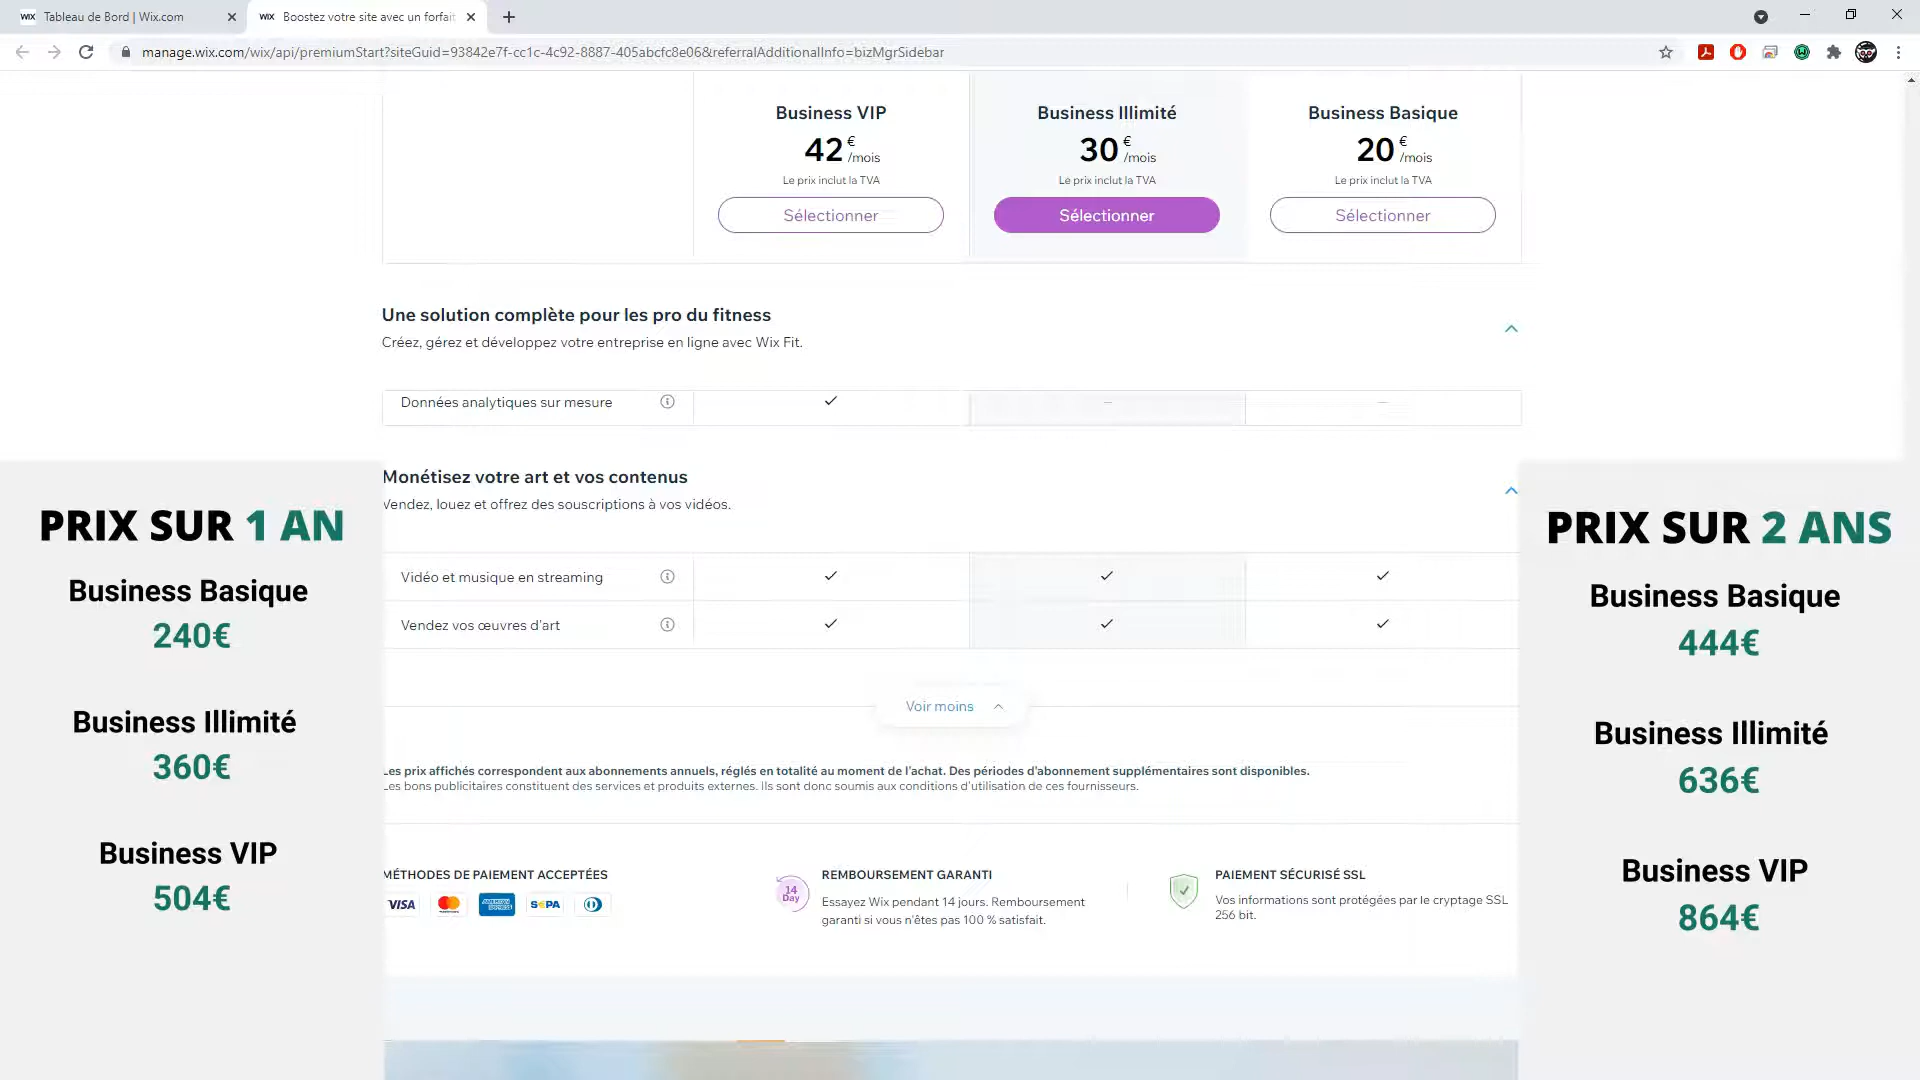 WIX Tableau de Bord | Wix.com
WIX Boostez votre site avec un forfait
manage.wix.com/wix/api/premiumStart?siteGuid=93842e7f-cc1c-4c92-8887-405abcfc8e06&referralAdditionalInfo=bizMgrSidebar
Business VIP
42 € /mois
Le prix inclut la TVA
Sélectionner
Business Illimité
30 € /mois
Le prix inclut la TVA
Sélectionner
Business Basique
20 € /mois
Le prix inclut la TVA
Sélectionner
Une solution complète pour les pro du fitness
Créez, gérez et développez votre entreprise en ligne avec Wix Fit.
Données analytiques sur mesure
Monétisez votre art et vos contenus
Vendez, louez et offrez des souscriptions à vos vidéos.
Vidéo et musique en streaming
Vendez vos œuvres d'art
Voir moins
Les prix affichés correspondent aux abonnements annuels, réglés en totalité au moment de l'achat. Des périodes d'abonnement supplémentaires sont disponibles.
Les bons publicitaires constituent des services et produits externes. Ils sont donc soumis aux conditions d'utilisation de ces fournisseurs.
MÉTHODES DE PAIEMENT ACCEPTÉES
VISA
AMERICAN EXPRESS
SEPA
14 Day
REMBOURSEMENT GARANTI
Essayez Wix pendant 14 jours. Remboursement
garanti si vous n'êtes pas 100 % satisfait.
PAIEMENT SÉCURISÉ SSL
Vos informations sont protégées par le cryptage SSL
256 bit.
PRIX SUR 1 AN
Business Basique
240€
Business Illimité
360€
Business VIP
504€
PRIX SUR 2 ANS
Business Basique
444€
Business Illimité
636€
Business VIP
864€